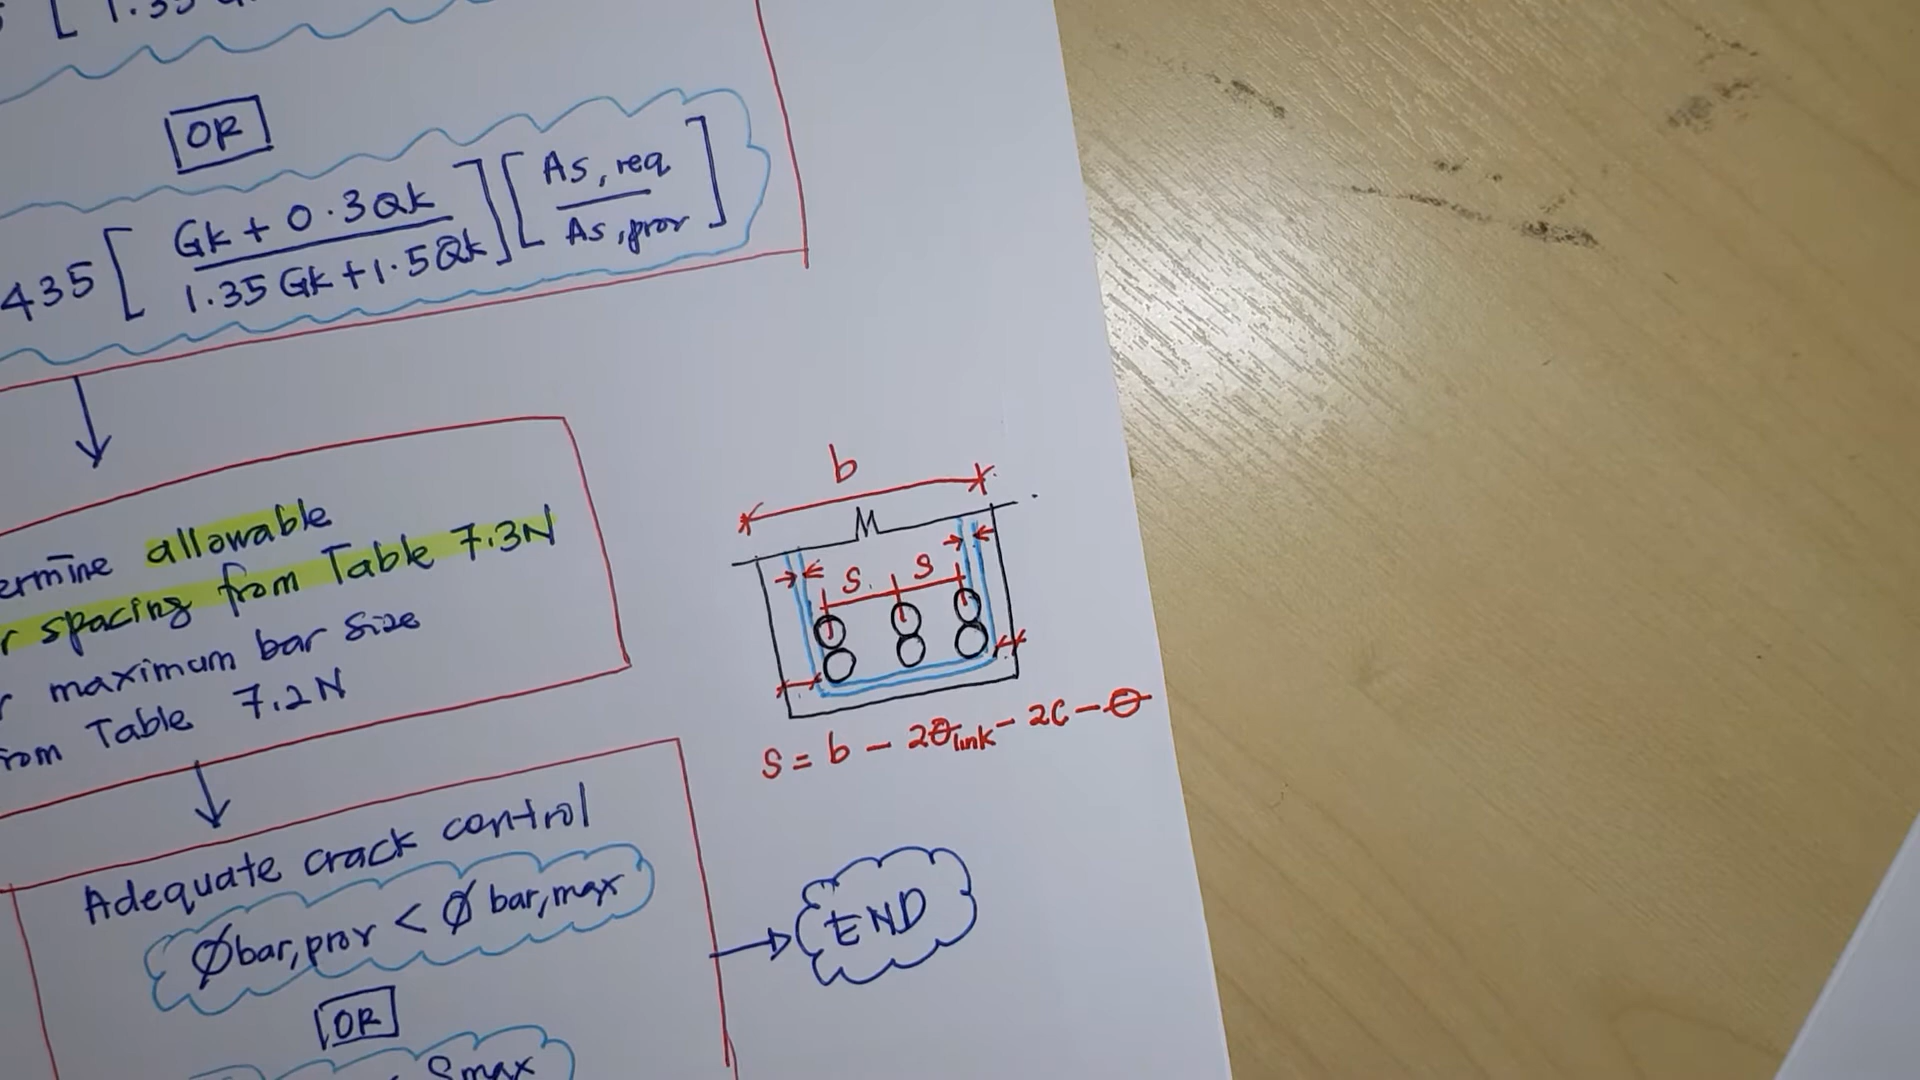 [ 1.35
OR
435 [ Gk + 0.3Qk / 1.35Gk + 1.5Qk ] [ As,req / As,prov ]
ermine allowable
r spacing from Table 7.3N
r maximum bar size
rom Table 7.2N
b
M
S S
S = b - 2Ølink - 2C - Ø
Adequate crack control
Øbar,prov < Ø bar,max
END
OR
Smax